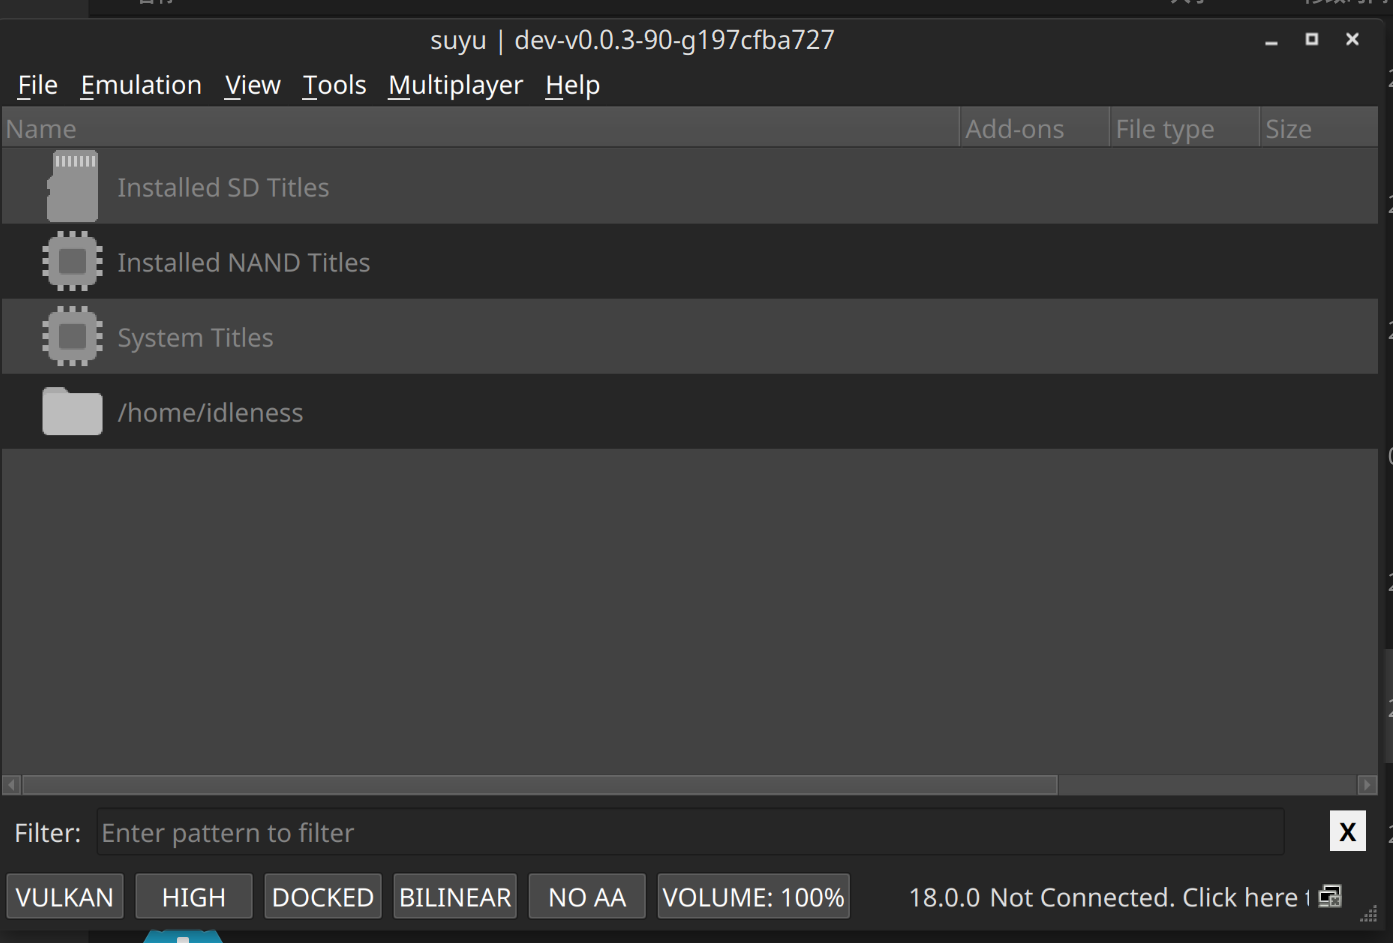 suyu | dev-v0.0.3-90-g197cfba727
File Emulation View Tools Multiplayer Help
Name Add-ons File type Size
Installed SD Titles
Installed NAND Titles
System Titles
/home/idleness
Filter: Enter pattern to filter X
VULKAN HIGH DOCKED BILINEAR NO AA VOLUME: 100% 18.0.0 Not Connected. Click here